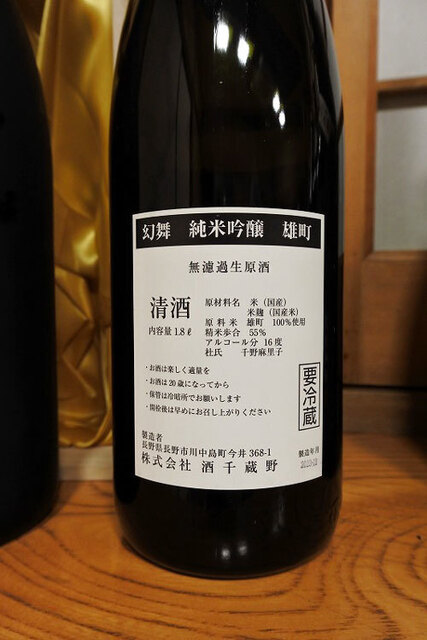 幻舞 純米吟醸 雄町
無濾過生原酒
清酒
内容量 1.8ℓ
原材料名 米（国産）
米麹（国産米）
原料米 雄町 100%使用
精米歩合 55%
アルコール分 16度
杜氏 千野麻里子
・お酒は楽しく適量を
・お酒は20歳になってから
・保管は冷暗所でお願いします
・開栓後は早めにお召し上がりください
要冷蔵
製造者
長野県長野市川中島町今井368-1
株式会社 酒千蔵野
製造年月